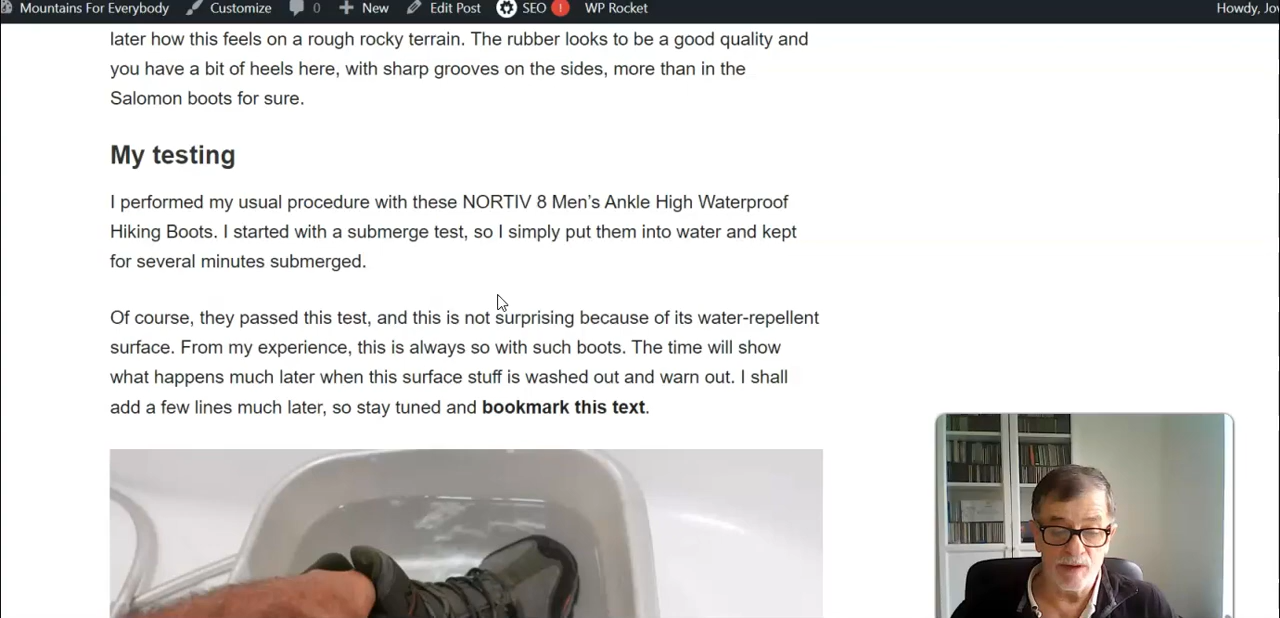 Mountains For Everybody Customize 0 New Edit Post SEO ! WP Rocket Howdy, Jov
later how this feels on a rough rocky terrain. The rubber looks to be a good quality and
you have a bit of heels here, with sharp grooves on the sides, more than in the
Salomon boots for sure.
My testing
I performed my usual procedure with these NORTIV 8 Men’s Ankle High Waterproof
Hiking Boots. I started with a submerge test, so I simply put them into water and kept
for several minutes submerged.
Of course, they passed this test, and this is not surprising because of its water-repellent
surface. From my experience, this is always so with such boots. The time will show
what happens much later when this surface stuff is washed out and warn out. I shall
add a few lines much later, so stay tuned and bookmark this text.